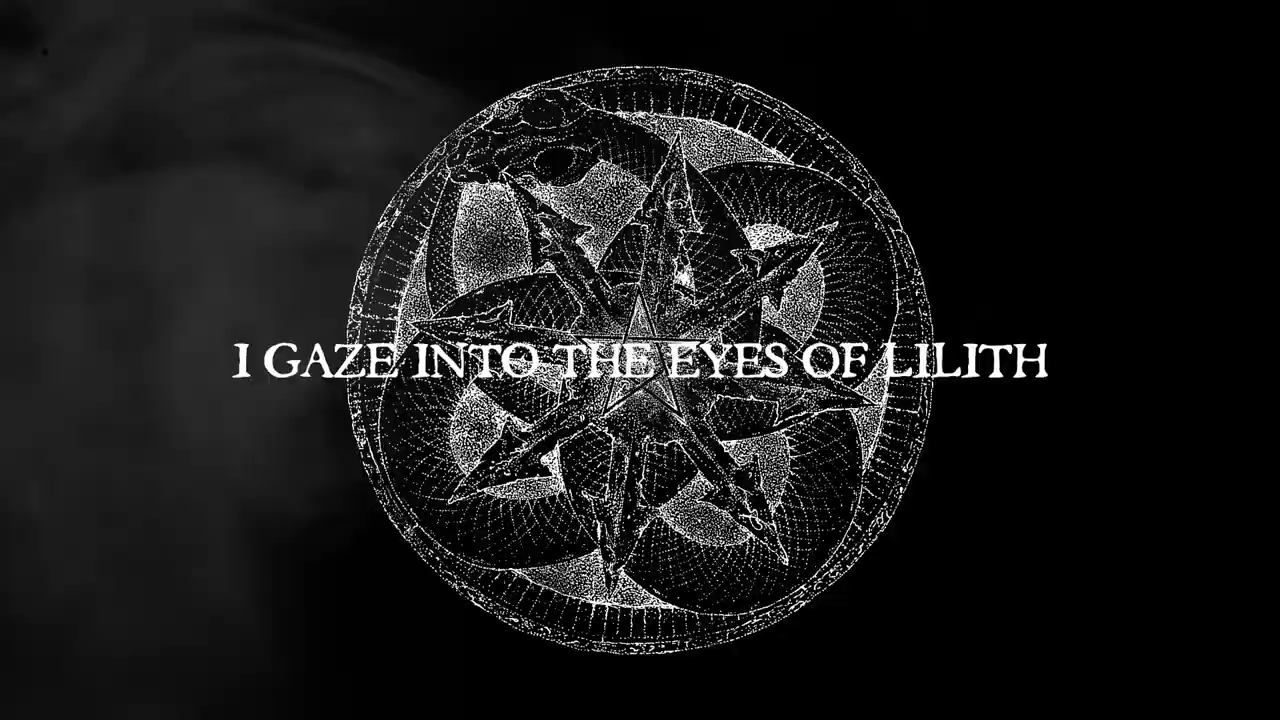 I GAZE INTO THE EYES OF LILITH